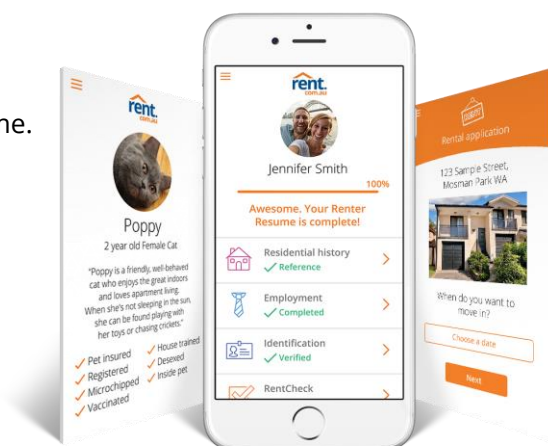 ne.
rent.
.com.au
Poppy
2 year old Female Cat
"Poppy is a friendly, well-behaved
cat who enjoys the great indoors
and loves apartment living.
When she's not sleeping in the sun,
she can be found playing with
her toys or chasing crickets."
Pet insured
Registered
Microchipped
Vaccinated
House trained
Desexed
Inside pet
rent.
.com.au
Jennifer Smith
100%
Awesome. Your Renter
Resume is complete!
Residential history
Reference
Employment
Completed
Identification
Verified
RentCheck
Rental application
123 Sample Street,
Mosman Park WA
When do you want to
move in?
Choose a date
Next